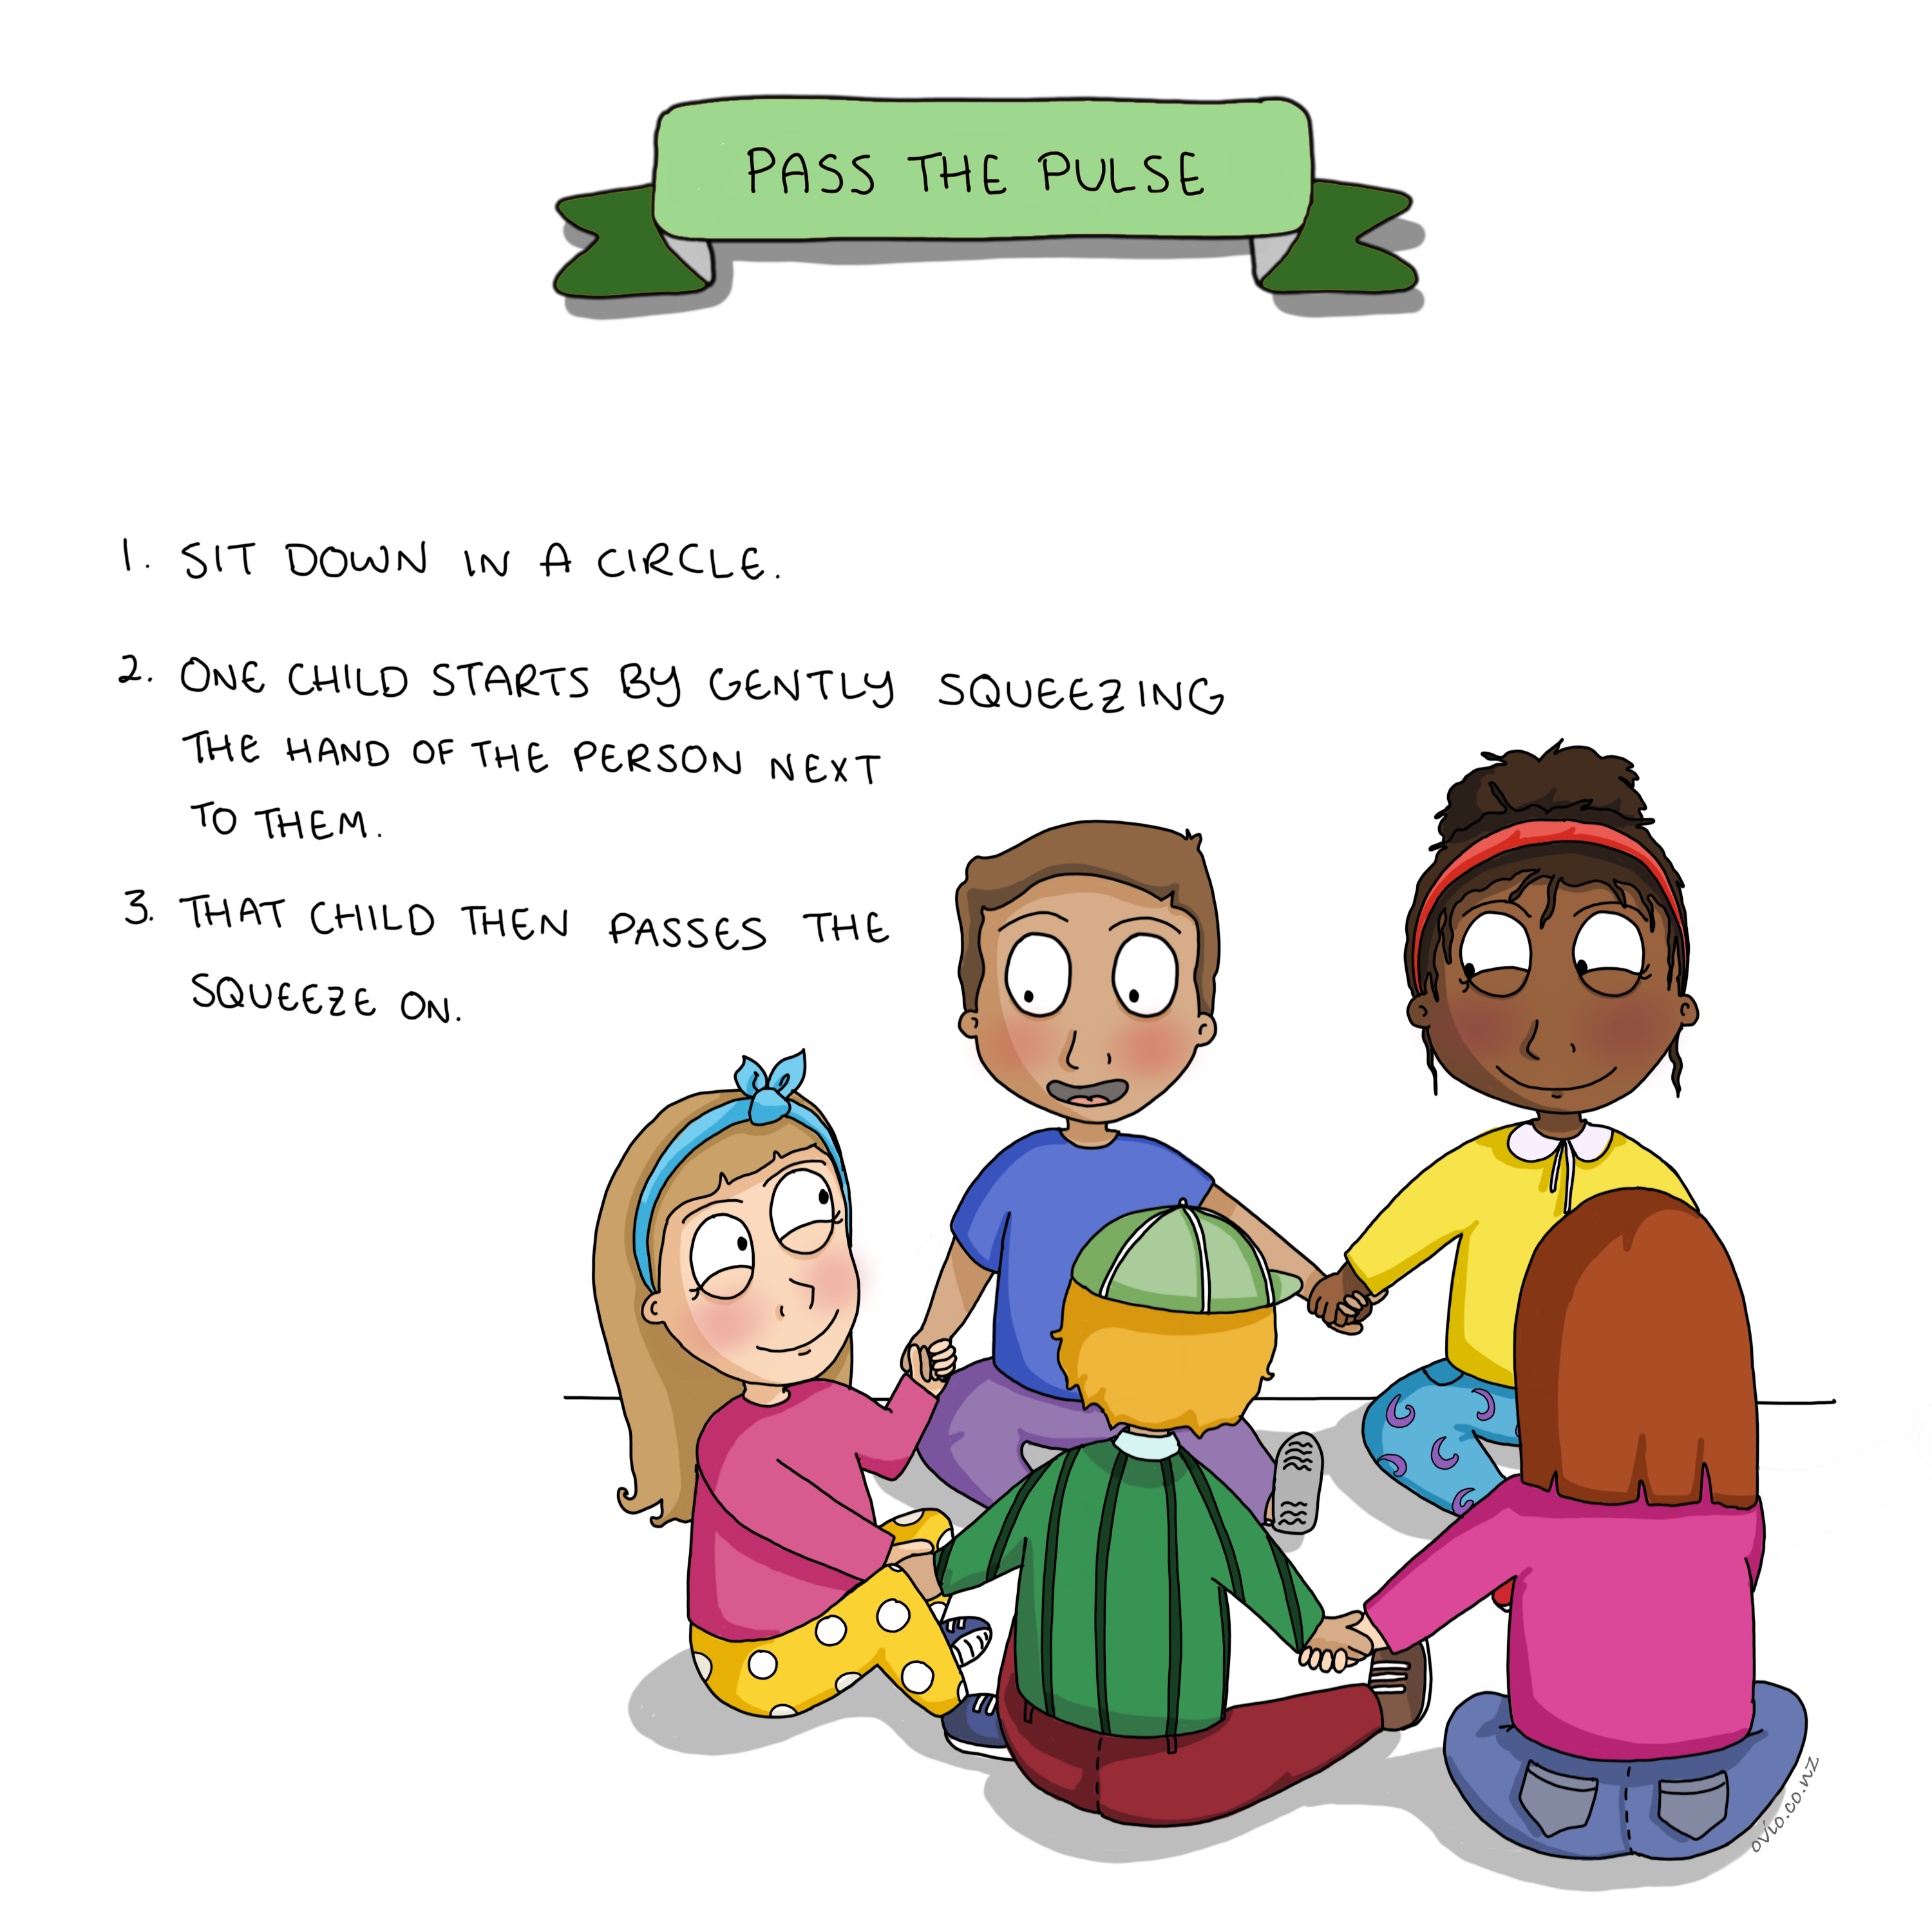 PASS THE PULSE
1. SIT DOWN IN A CIRCLE.
2. ONE CHILD STARTS BY GENTLY SQUEEZING
THE HAND OF THE PERSON NEXT
TO THEM.
3. THAT CHILD THEN PASSES THE
SQUEEZE ON.
ovio.co.nz